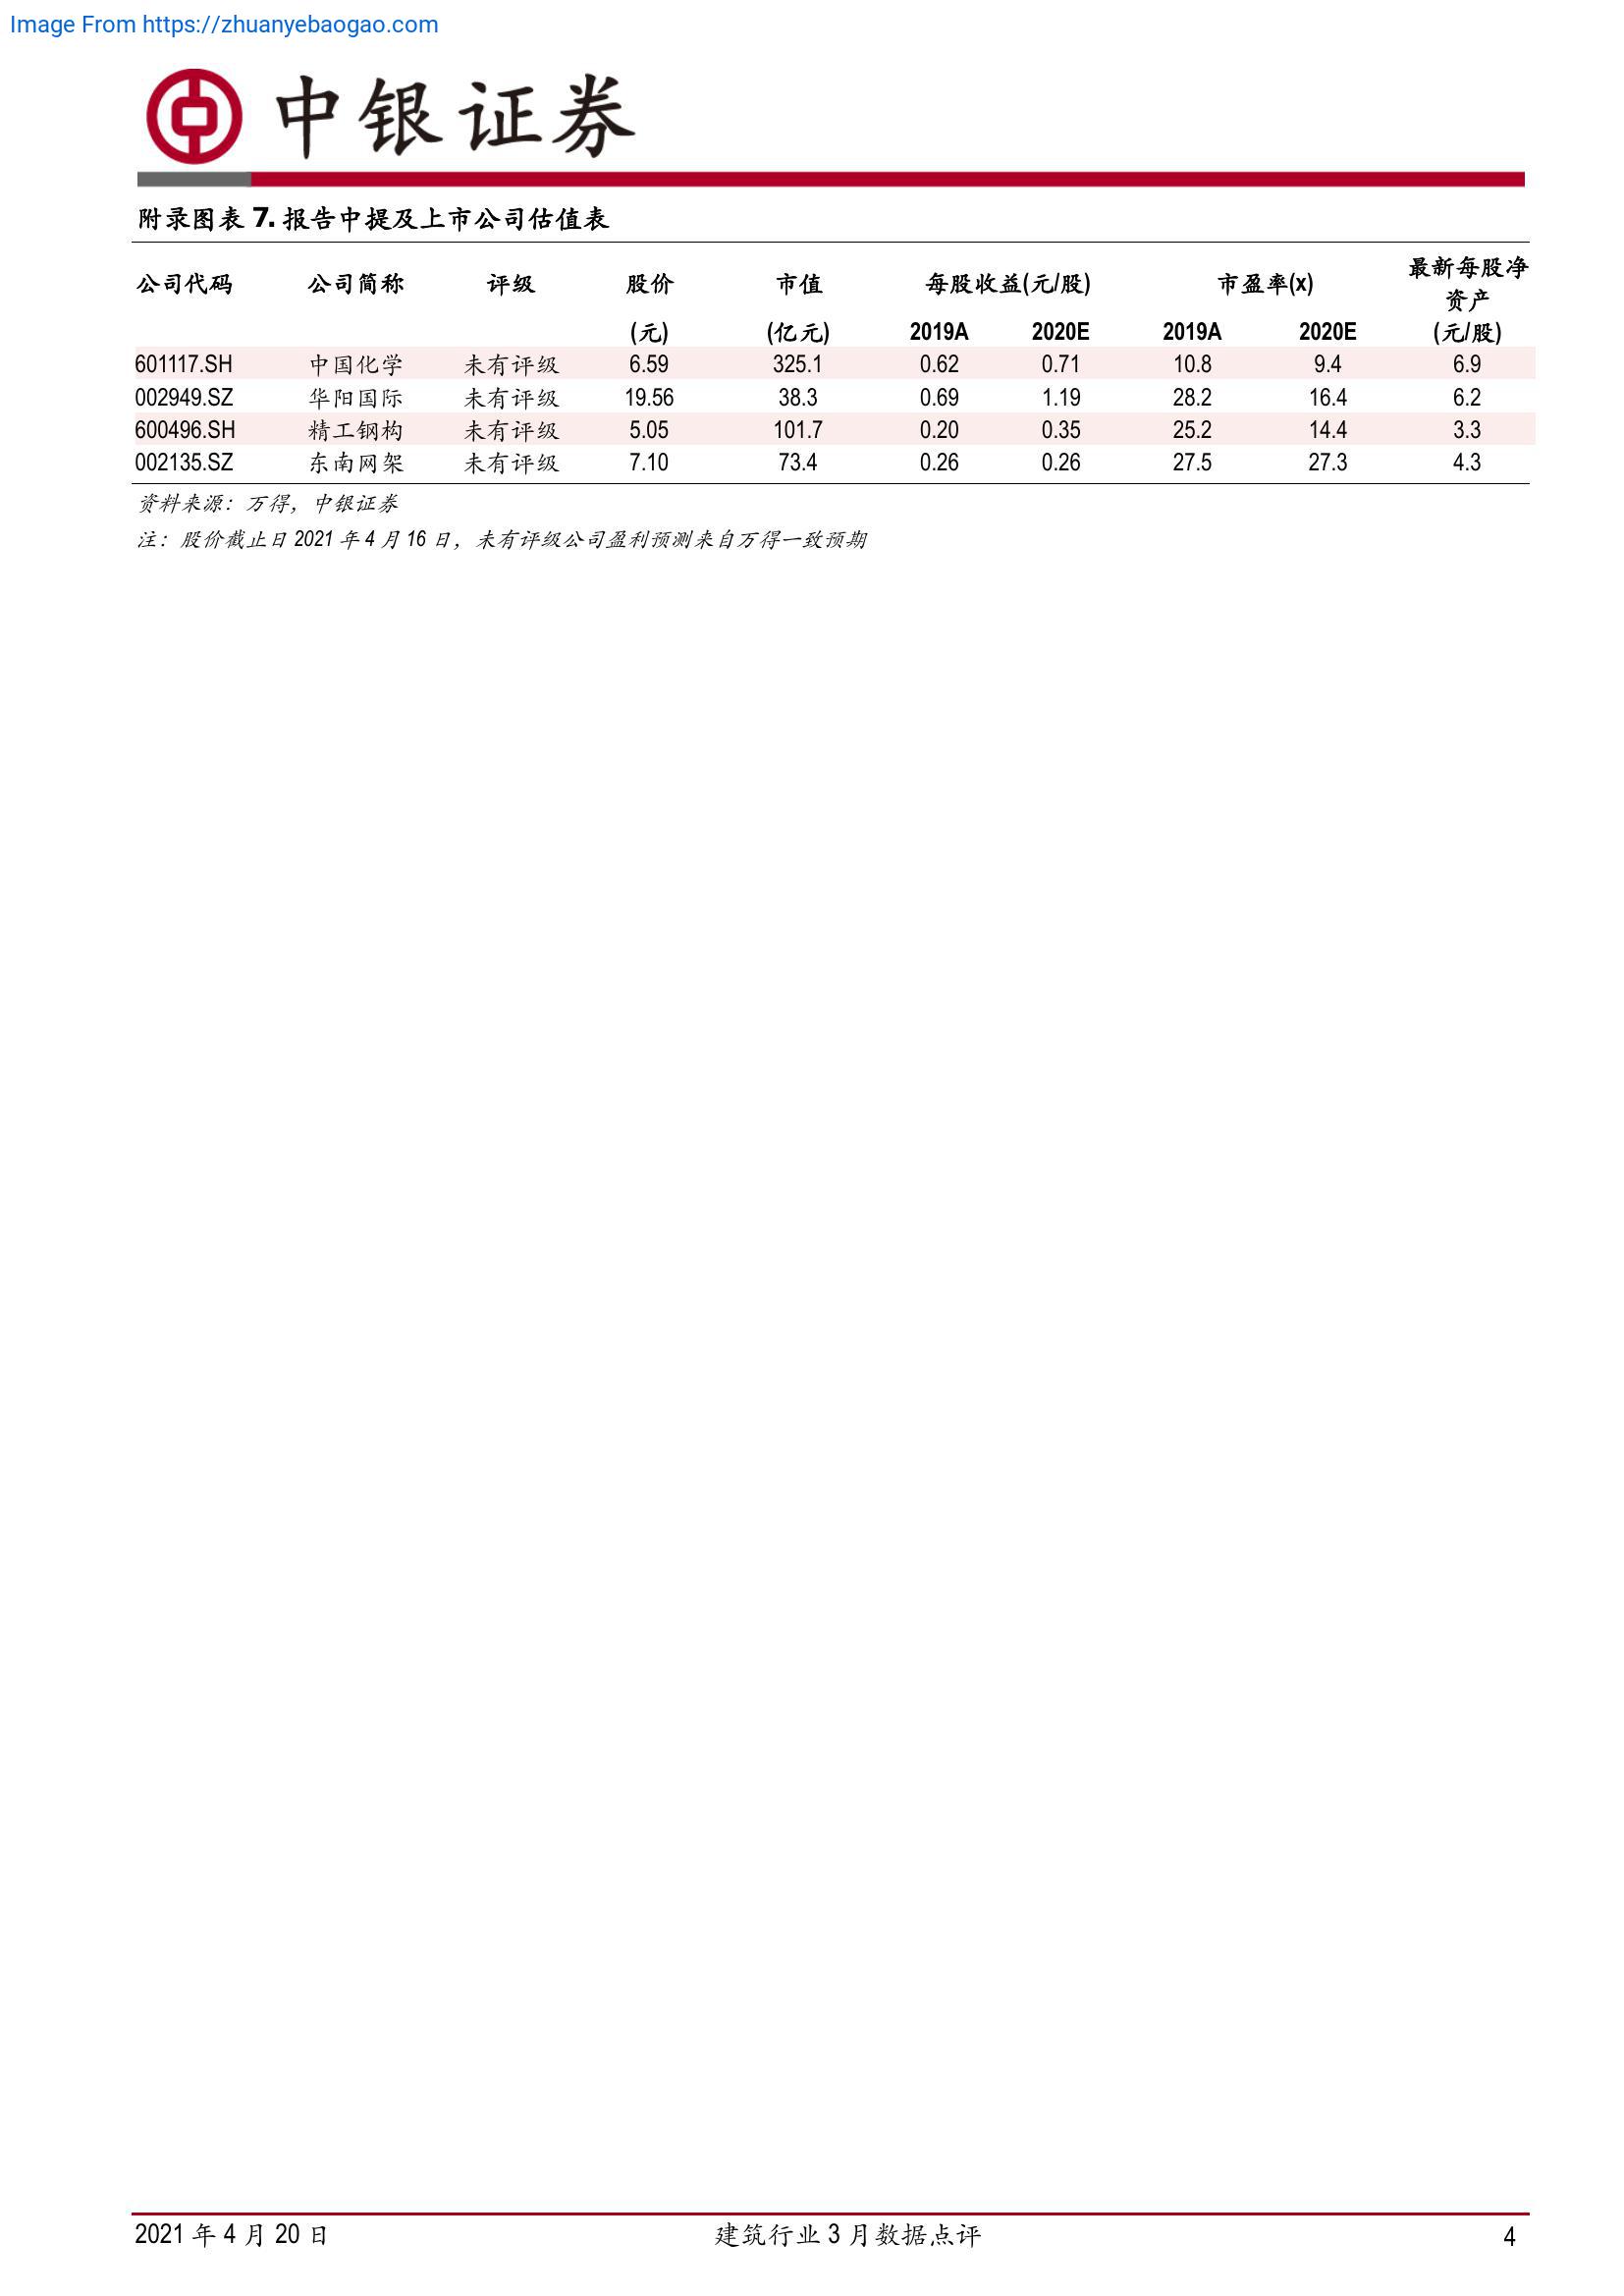 Image From https://zhuanyebaogao.com
中银证券
附录图表 7. 报告中提及上市公司估值表
公司代码 公司简称 评级 股价 市值 每股收益(元/股) 市盈率(x) 最新每股净资产
(元) (亿元) 2019A 2020E 2019A 2020E (元/股)
601117.SH 中国化学 未有评级 6.59 325.1 0.62 0.71 10.8 9.4 6.9
002949.SZ 华阳国际 未有评级 19.56 38.3 0.69 1.19 28.2 16.4 6.2
600496.SH 精工钢构 未有评级 5.05 101.7 0.20 0.35 25.2 14.4 3.3
002135.SZ 东南网架 未有评级 7.10 73.4 0.26 0.26 27.5 27.3 4.3
资料来源：万得，中银证券
注：股价截止日 2021 年 4 月 16 日，未有评级公司盈利预测来自万得一致预期
2021 年 4 月 20 日 建筑行业 3 月数据点评 4